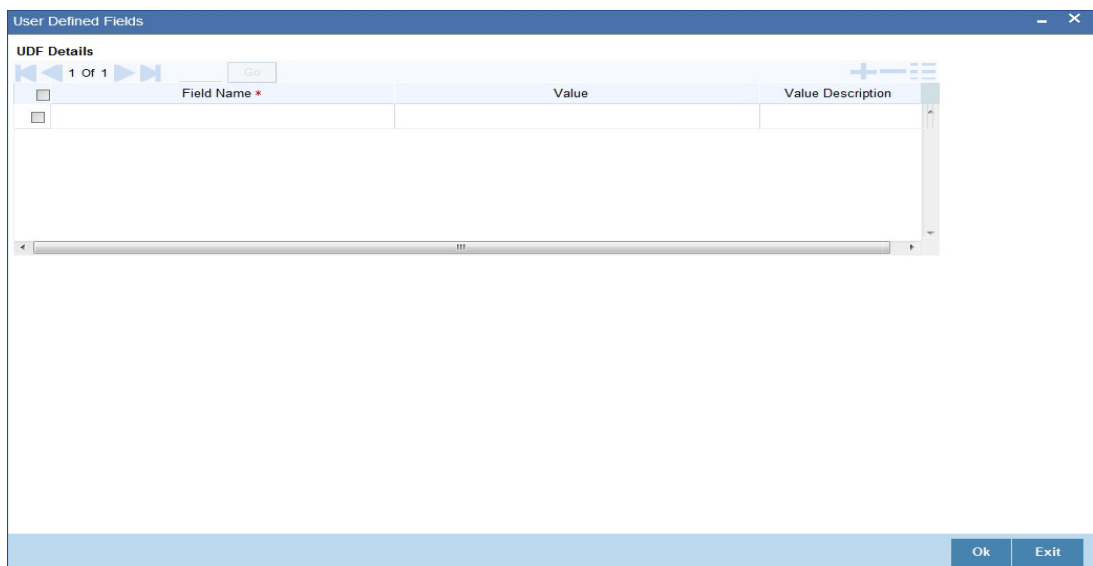 User Defined Fields
UDF Details
1 Of 1 Go
Field Name * Value Value Description
Ok Exit